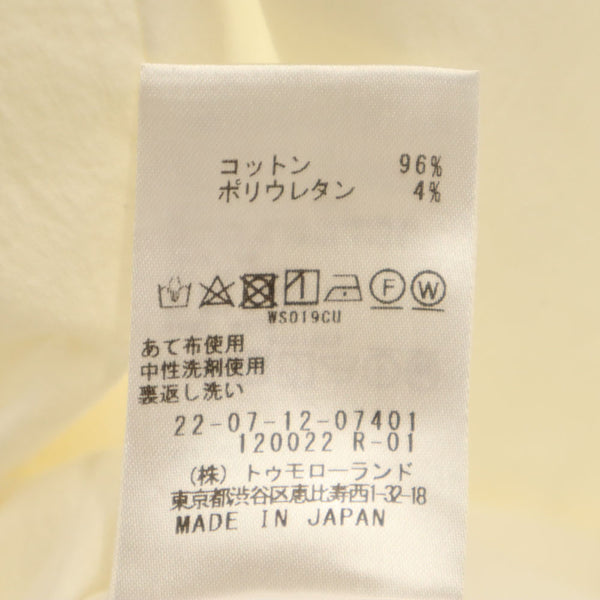 コットン 96%
ポリウレタン 4%
F W
WS019CU
あて布使用
中性洗剤使用
裏返し洗い
22-07-12-07401
120022 R-01
(株) トゥモローランド
東京都渋谷区恵比寿西1-32-18
MADE IN JAPAN